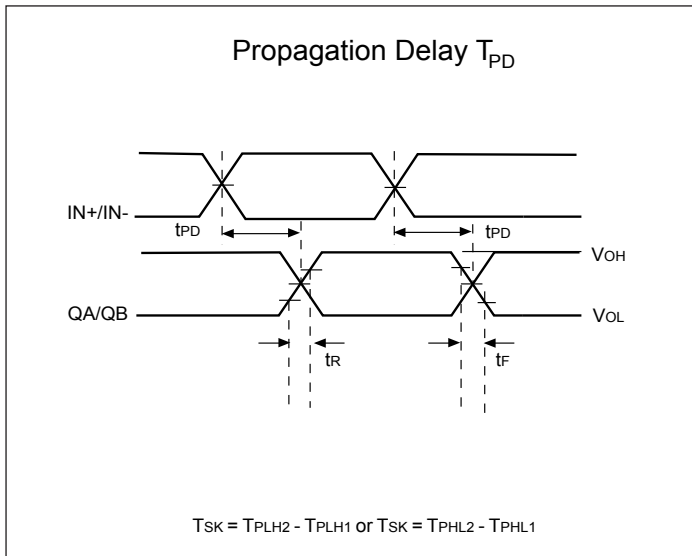 Propagation Delay TPD
IN+/IN-
tPD
tPD
VOH
QA/QB
VOL
tR
tF
TSK = TPLH2 - TPLH1 or TSK = TPHL2 - TPHL1